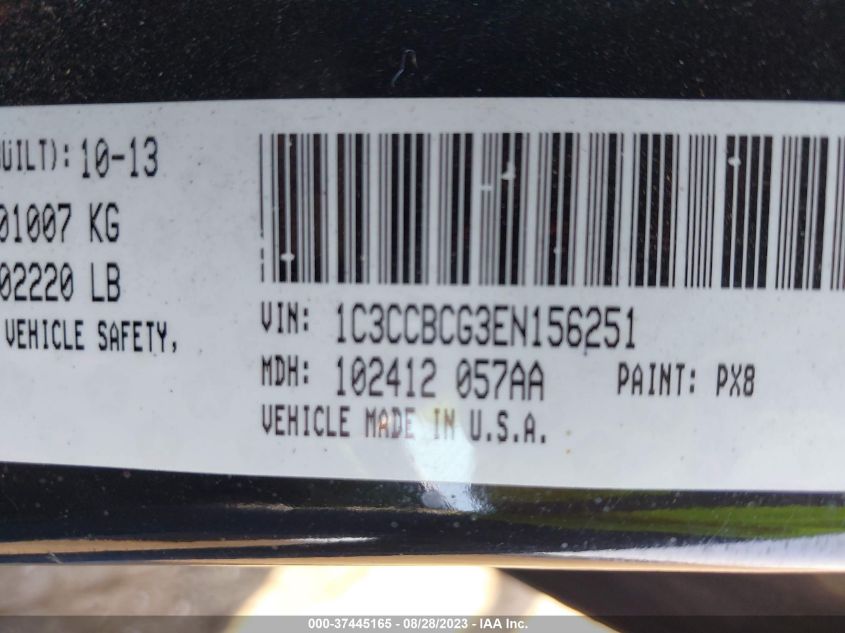 BUILT): 10-13
01007 KG
02220 LB
VEHICLE SAFETY,
VIN: 1C3CCBCG3EN156251
MDH: 102412 057AA PAINT: PX8
VEHICLE MADE IN U.S.A.
000-37445165 - 08/28/2023 - IAA Inc.